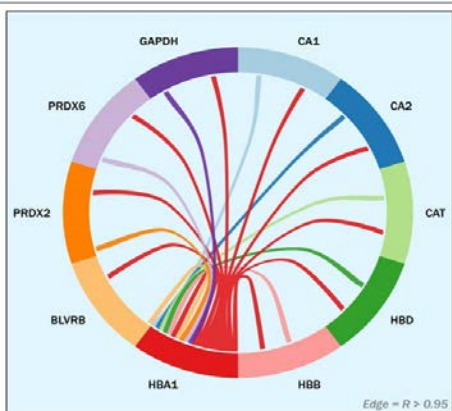 GAPDH
CA1
PRDX6
CA2
PRDX2
CAT
BLVRB
HBD
HBA1
HBB
Edge = R > 0.95